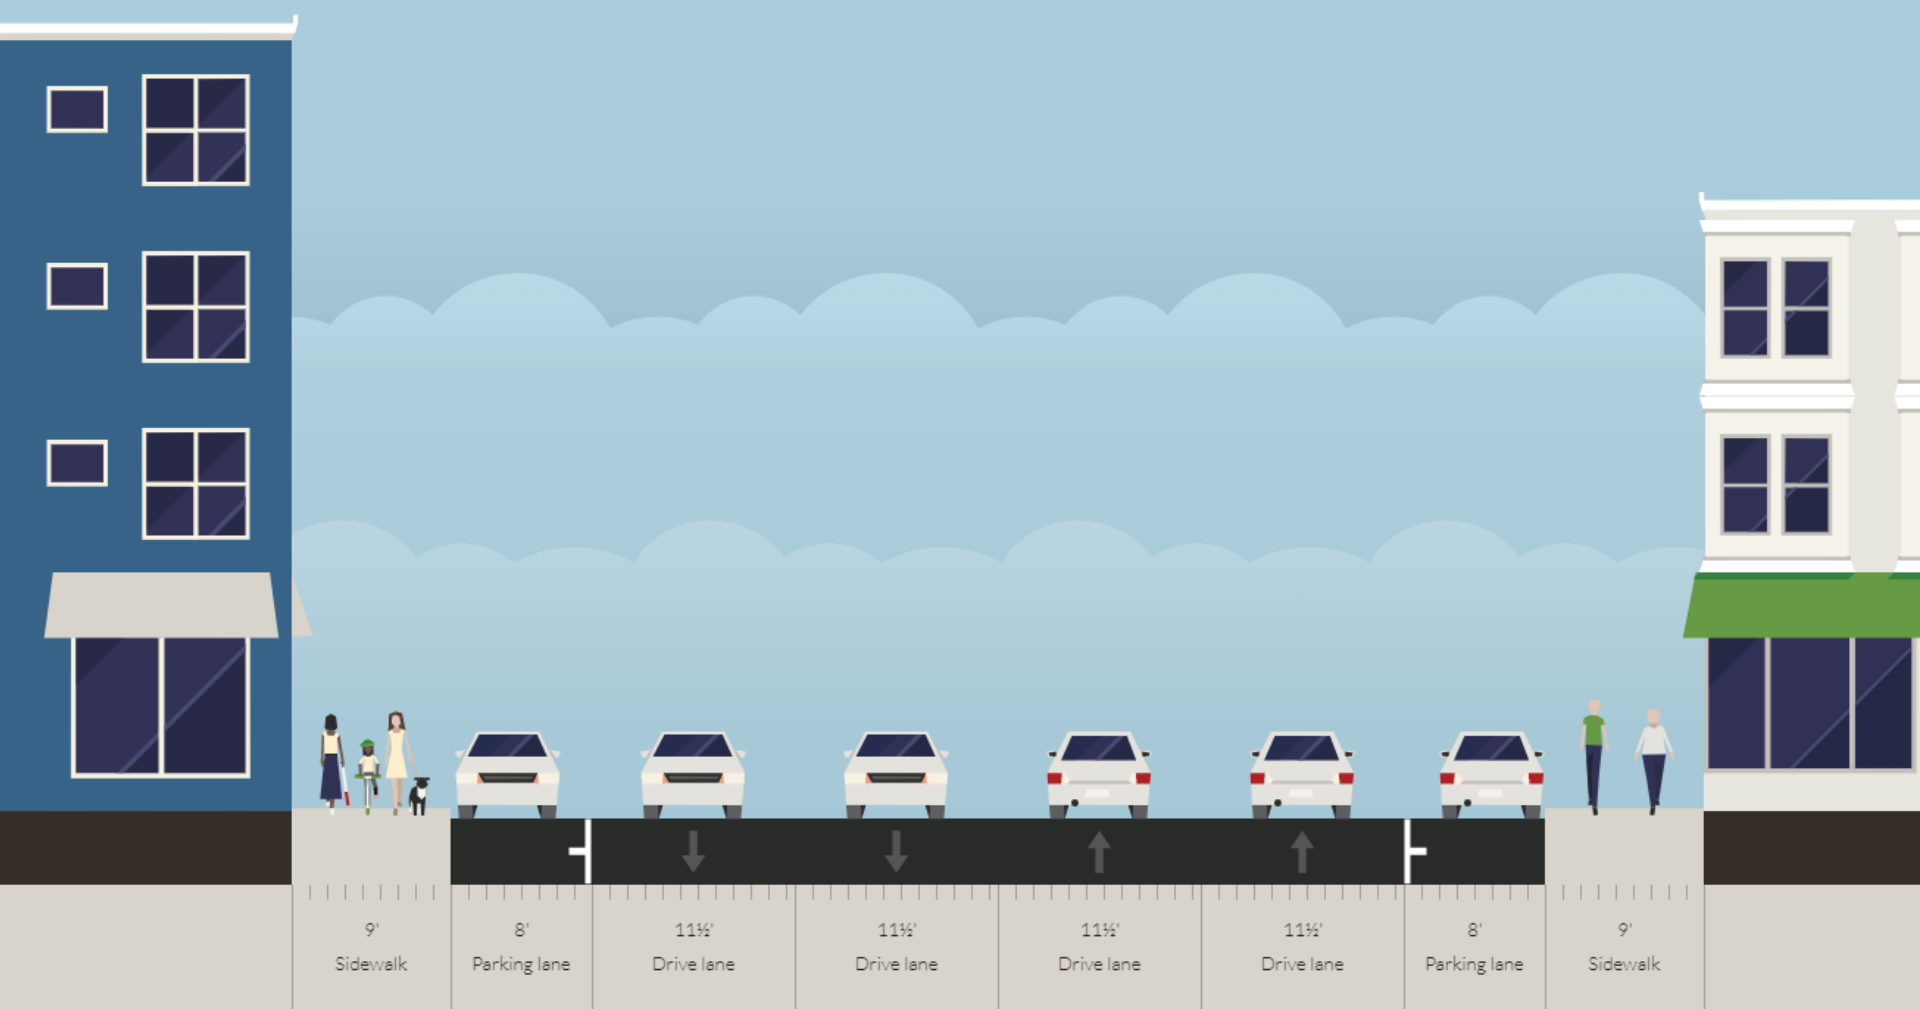 9'
Sidewalk
8'
Parking lane
11½'
Drive lane
11½'
Drive lane
11½'
Drive lane
11½'
Drive lane
8'
Parking lane
9'
Sidewalk